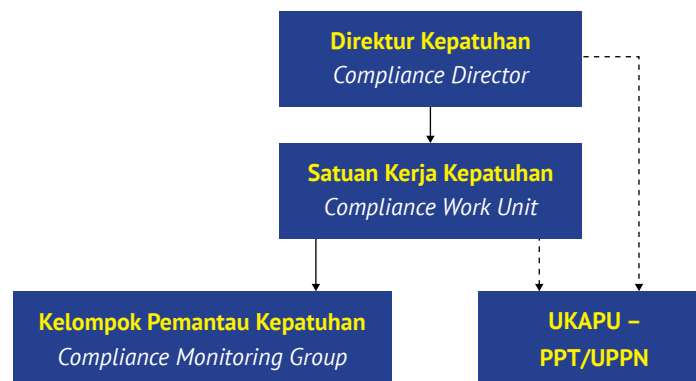 Direktur Kepatuhan
Compliance Director
Satuan Kerja Kepatuhan
Compliance Work Unit
Kelompok Pemantau Kepatuhan
Compliance Monitoring Group
UKAPU –
PPT/UPPN